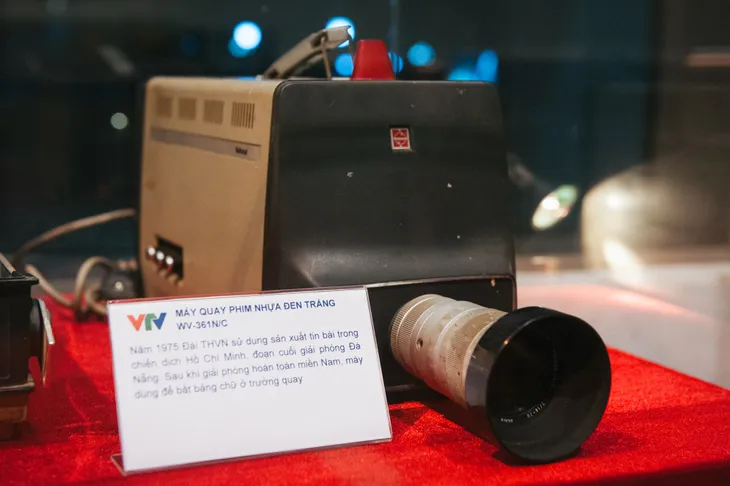 VTV
MÁY QUAY PHIM NHỰA ĐEN TRẮNG
WV-361N/C
Năm 1975 Đài THVN sử dụng sản xuất tin bài trong
chiến dịch Hồ Chí Minh, đoạn cuối giải phóng Đà
Nẵng. Sau khi giải phóng hoàn toàn miền Nam, máy
dùng để bắt bảng chữ ở trường quay
National